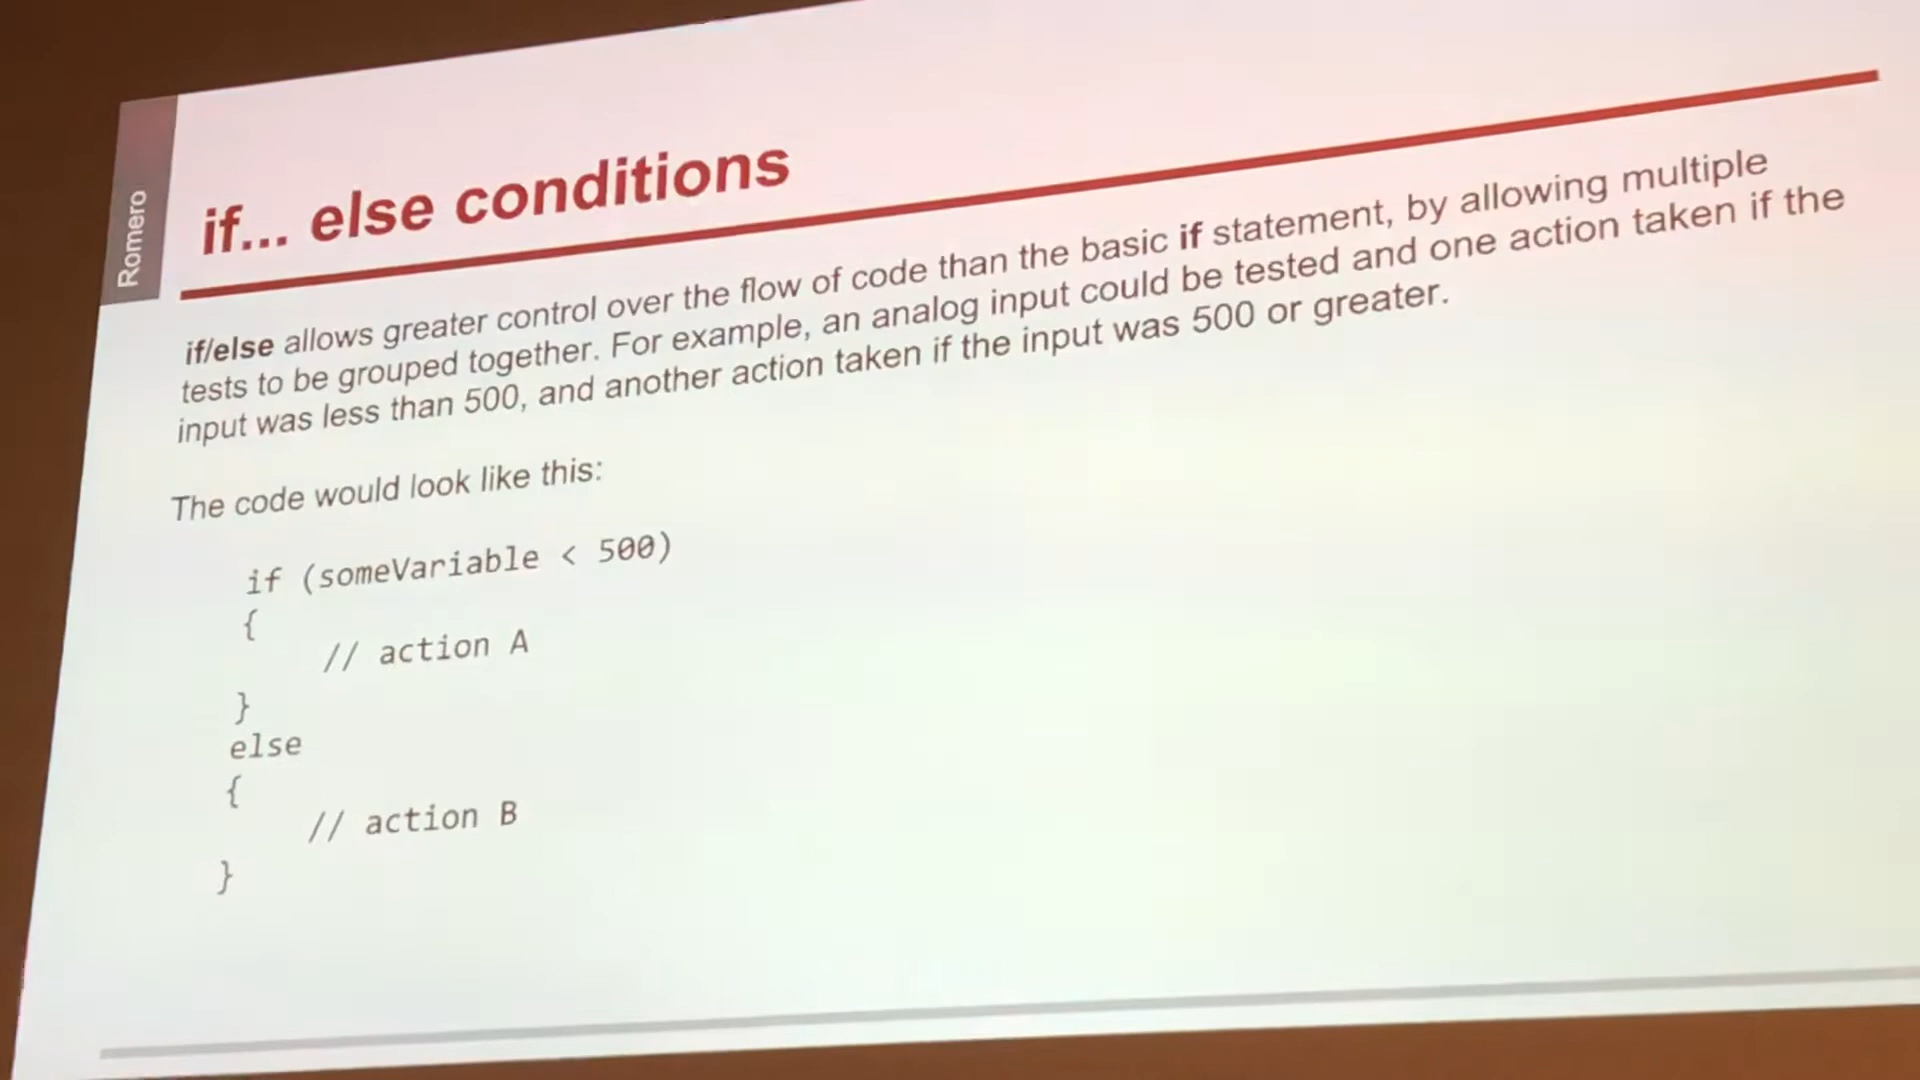 Romero
if... else conditions
if/else allows greater control over the flow of code than the basic if statement, by allowing multiple
tests to be grouped together. For example, an analog input could be tested and one action taken if the
input was less than 500, and another action taken if the input was 500 or greater.
The code would look like this:
if (someVariable < 500)
{
// action A
}
else
{
// action B
}